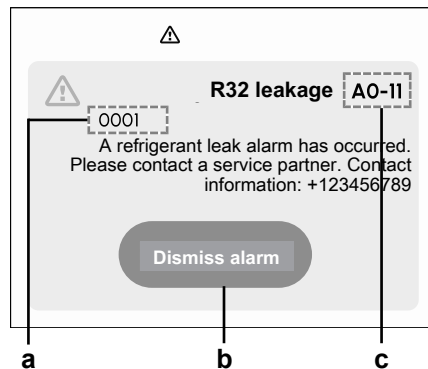 R32 leakage A0-11
0001
A refrigerant leak alarm has occurred.
Please contact a service partner. Contact
information: +123456789
Dismiss alarm
a b c